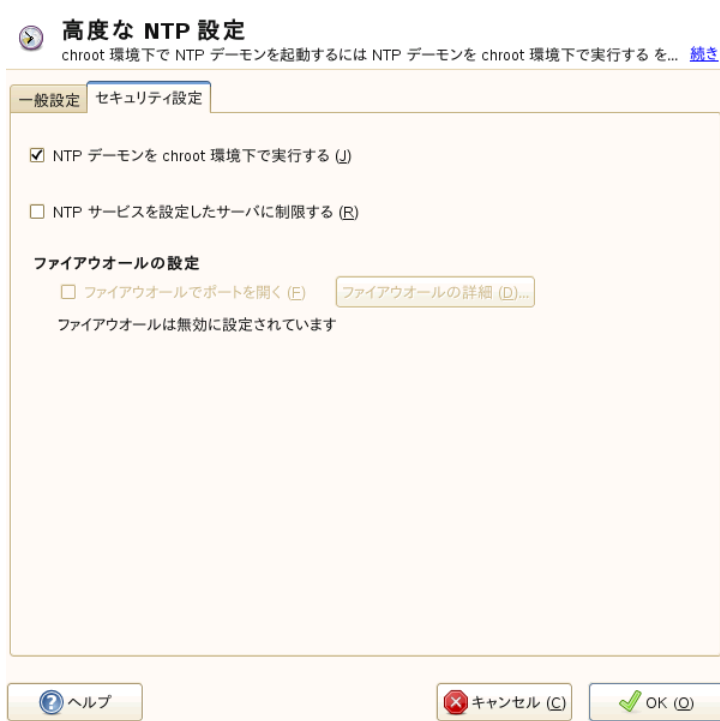 高度な NTP 設定
chroot 環境下で NTP デーモンを起動するには NTP デーモンを chroot 環境下で実行する を... 続き
一般設定 セキュリティ設定
NTP デーモンを chroot 環境下で実行する (J)
NTP サービスを設定したサーバに制限する (R)
ファイアウオールの設定
ファイアウオールでポートを開く (F) ファイアウオールの詳細 (D)...
ファイアウオールは無効に設定されています
ヘルプ キャンセル (C) OK (O)